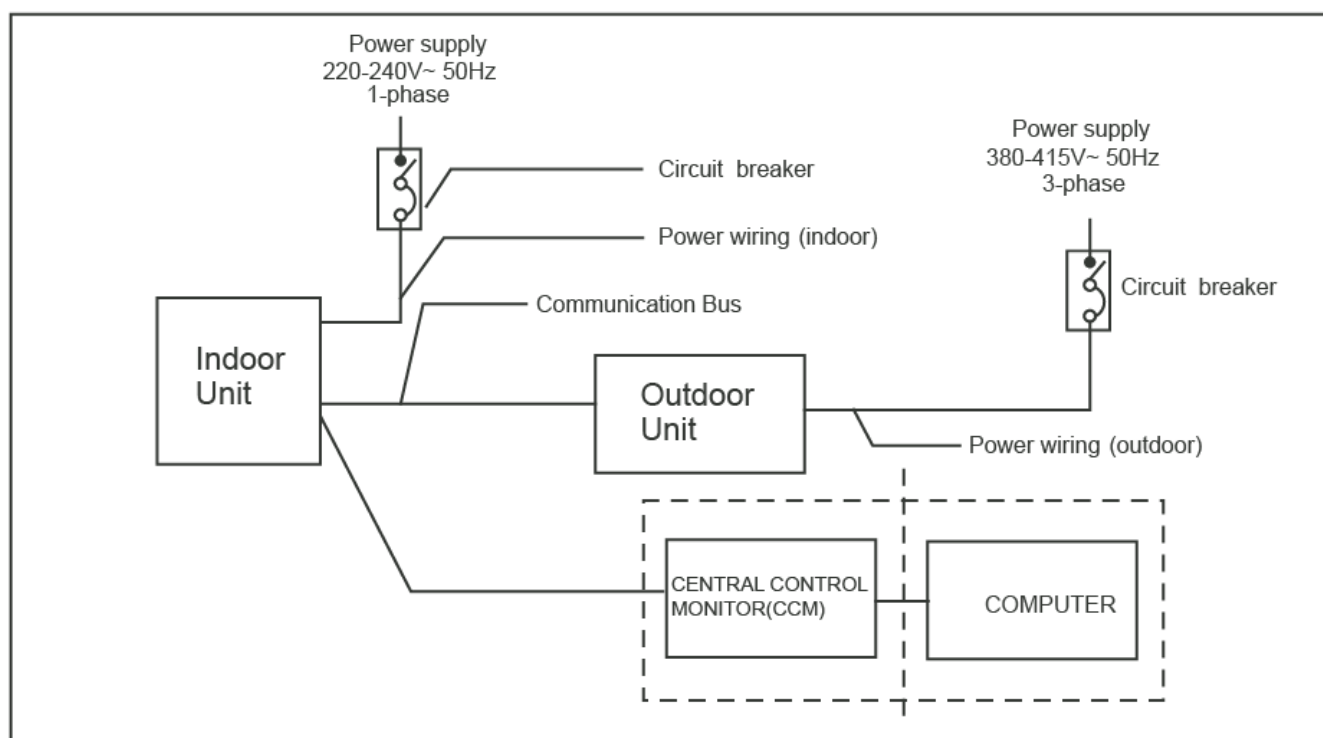 Power supply
220-240V~ 50Hz
1-phase
Power supply
380-415V~ 50Hz
3-phase
Circuit breaker
Power wiring (indoor)
Circuit breaker
Communication Bus
Indoor
Unit
Outdoor
Unit
Power wiring (outdoor)
CENTRAL CONTROL
MONITOR(CCM)
COMPUTER